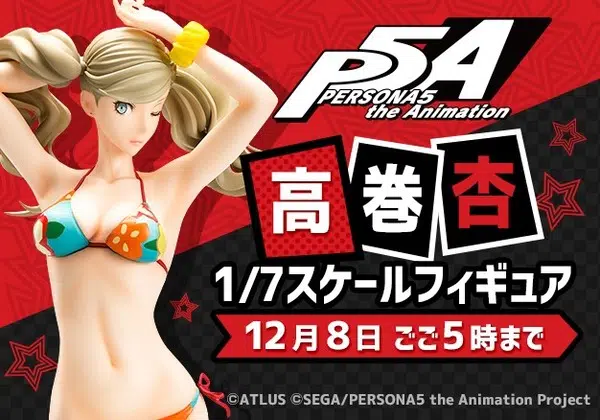 P5A
PERSONA5
the Animation
高巻杏
1/7スケールフィギュア
12月8日 ごご5時まで
©ATLUS ©SEGA/PERSONA5 the Animation Project